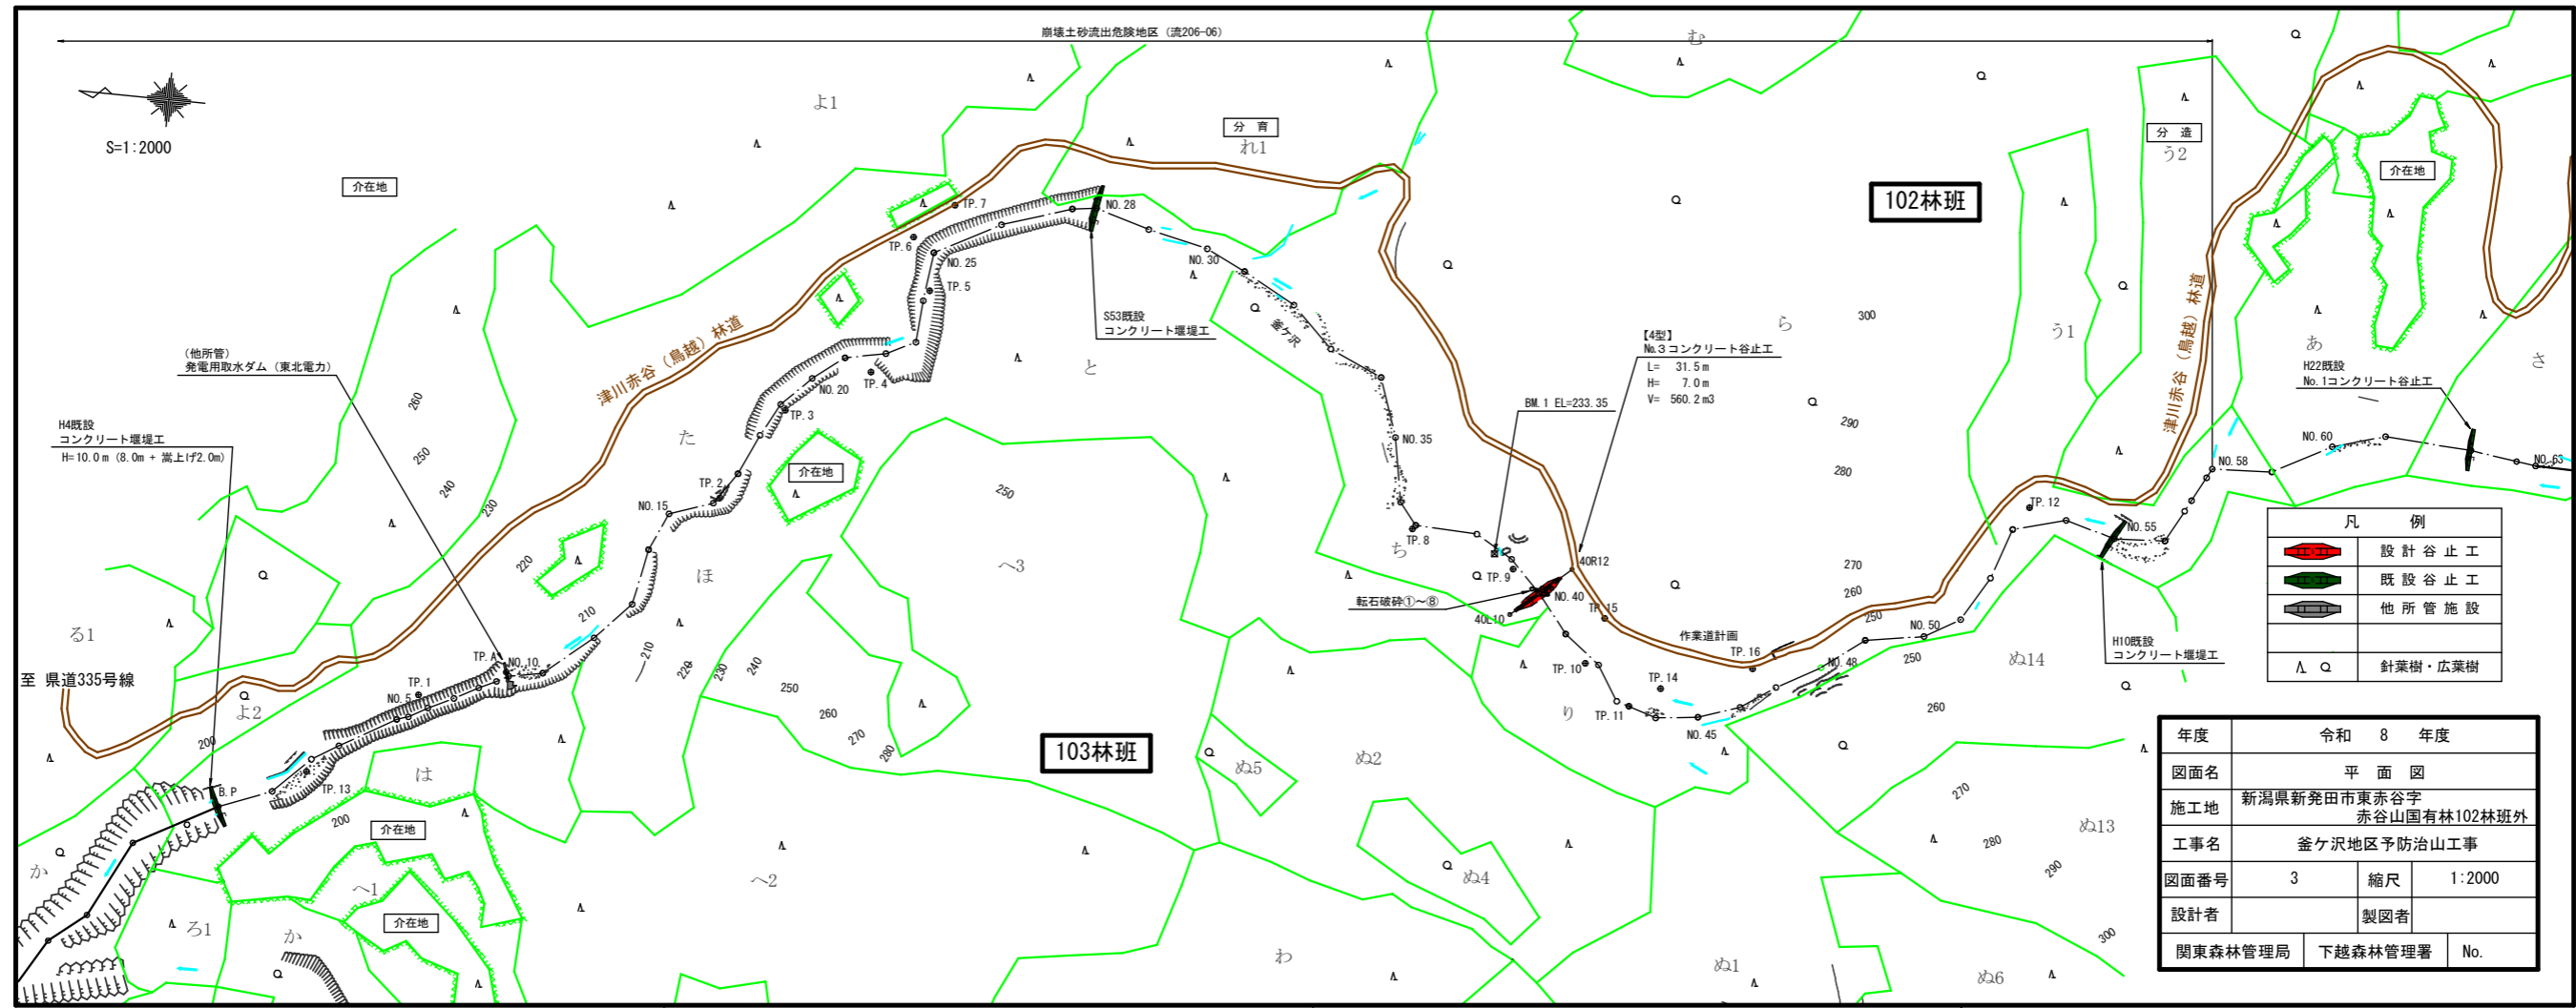 崩壊土砂流出危険地区（流206-06）
S=1:2000
介在地
よ1
分　育
れ1
む
102林班
分　造
う2
介在地
TP.7
TP.6
NO.28
NO.25
TP.5
NO.30
S53既設
コンクリート堰堤工
釜ケ沢
津川赤谷（鳥越）林道
（他所管）
発電用取水ダム（東北電力）
TP.4
NO.20
TP.3
と
【4型】
No.3 コンクリート谷止工
L= 31.5m
H= 7.0m
V= 560.2m3
ら
300
290
280
う1
津川赤谷（鳥越）林道
あ
さ
H22既設
No.1コンクリート谷止工
H4既設
コンクリート堰堤工
H=10.0m（8.0m + 嵩上げ2.0m）
260
250
240
230
220
た
介在地
TP.2
NO.15
250
BM.1 EL=233.35
NO.35
NO.60
NO.63
NO.58
TP.12
NO.55
TP.8
ち
TP.9
40R12
NO.40
転石破砕①～⑧
40L10
TP.15
270
260
250
NO.50
H10既設
コンクリート堰堤工
ほ
へ3
210
210
220
230
240
250
260
270
280
る1
至 県道335号線
よ2
200
TP.A
NO.10
TP.1
NO.5
作業道計画
TP.16
NO.48
250
260
ぬ14
TP.10
TP.14
TP.11
り
NO.45
103林班
ぬ5
ぬ2
B.P
TP.13
は
200
介在地
へ1
介在地
か
ろ1
か
へ2
わ
ぬ4
ぬ1
ぬ6
ぬ13
270
280
290
300
凡　例
設計谷止工
既設谷止工
他所管施設
針葉樹・広葉樹
年度 令和 8 年度
図面名 平面図
施工地 新潟県新発田市東赤谷字
赤谷山国有林102林班外
工事名 釜ケ沢地区予防治山工事
図面番号 3 縮尺 1:2000
設計者 製図者
関東森林管理局 下越森林管理署 No.